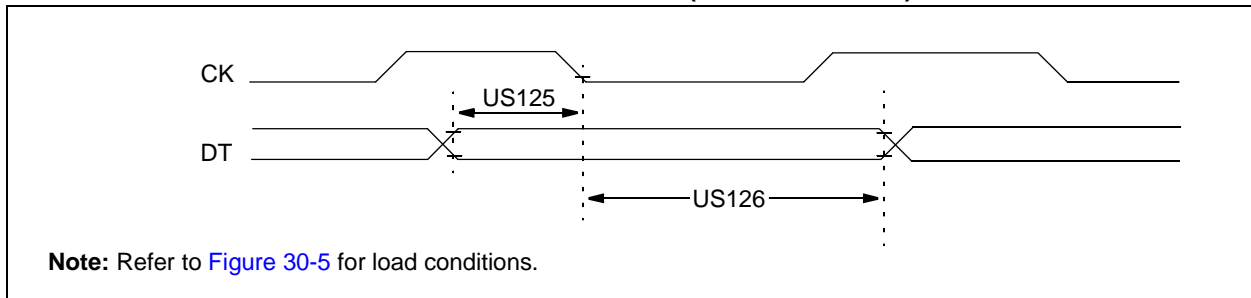 CK
US125
DT
US126
Note: Refer to Figure 30-5 for load conditions.